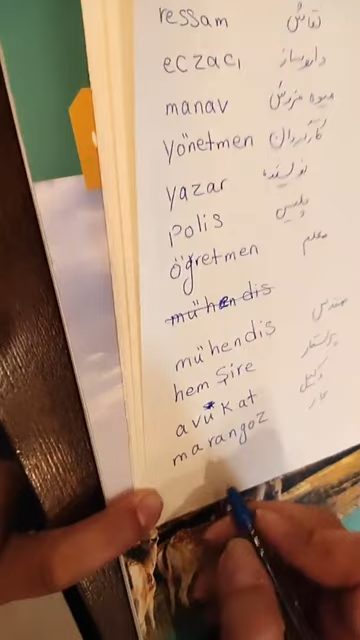 ressam نقاش
eczacı داروساز
manav میوه فروش
yönetmen کارگردان
yazar نویسنده
polis پلیس
öğretmen معلم
mühendis
mühendis مهندس
hemşire پرستار
avukat وکیل
marangoz